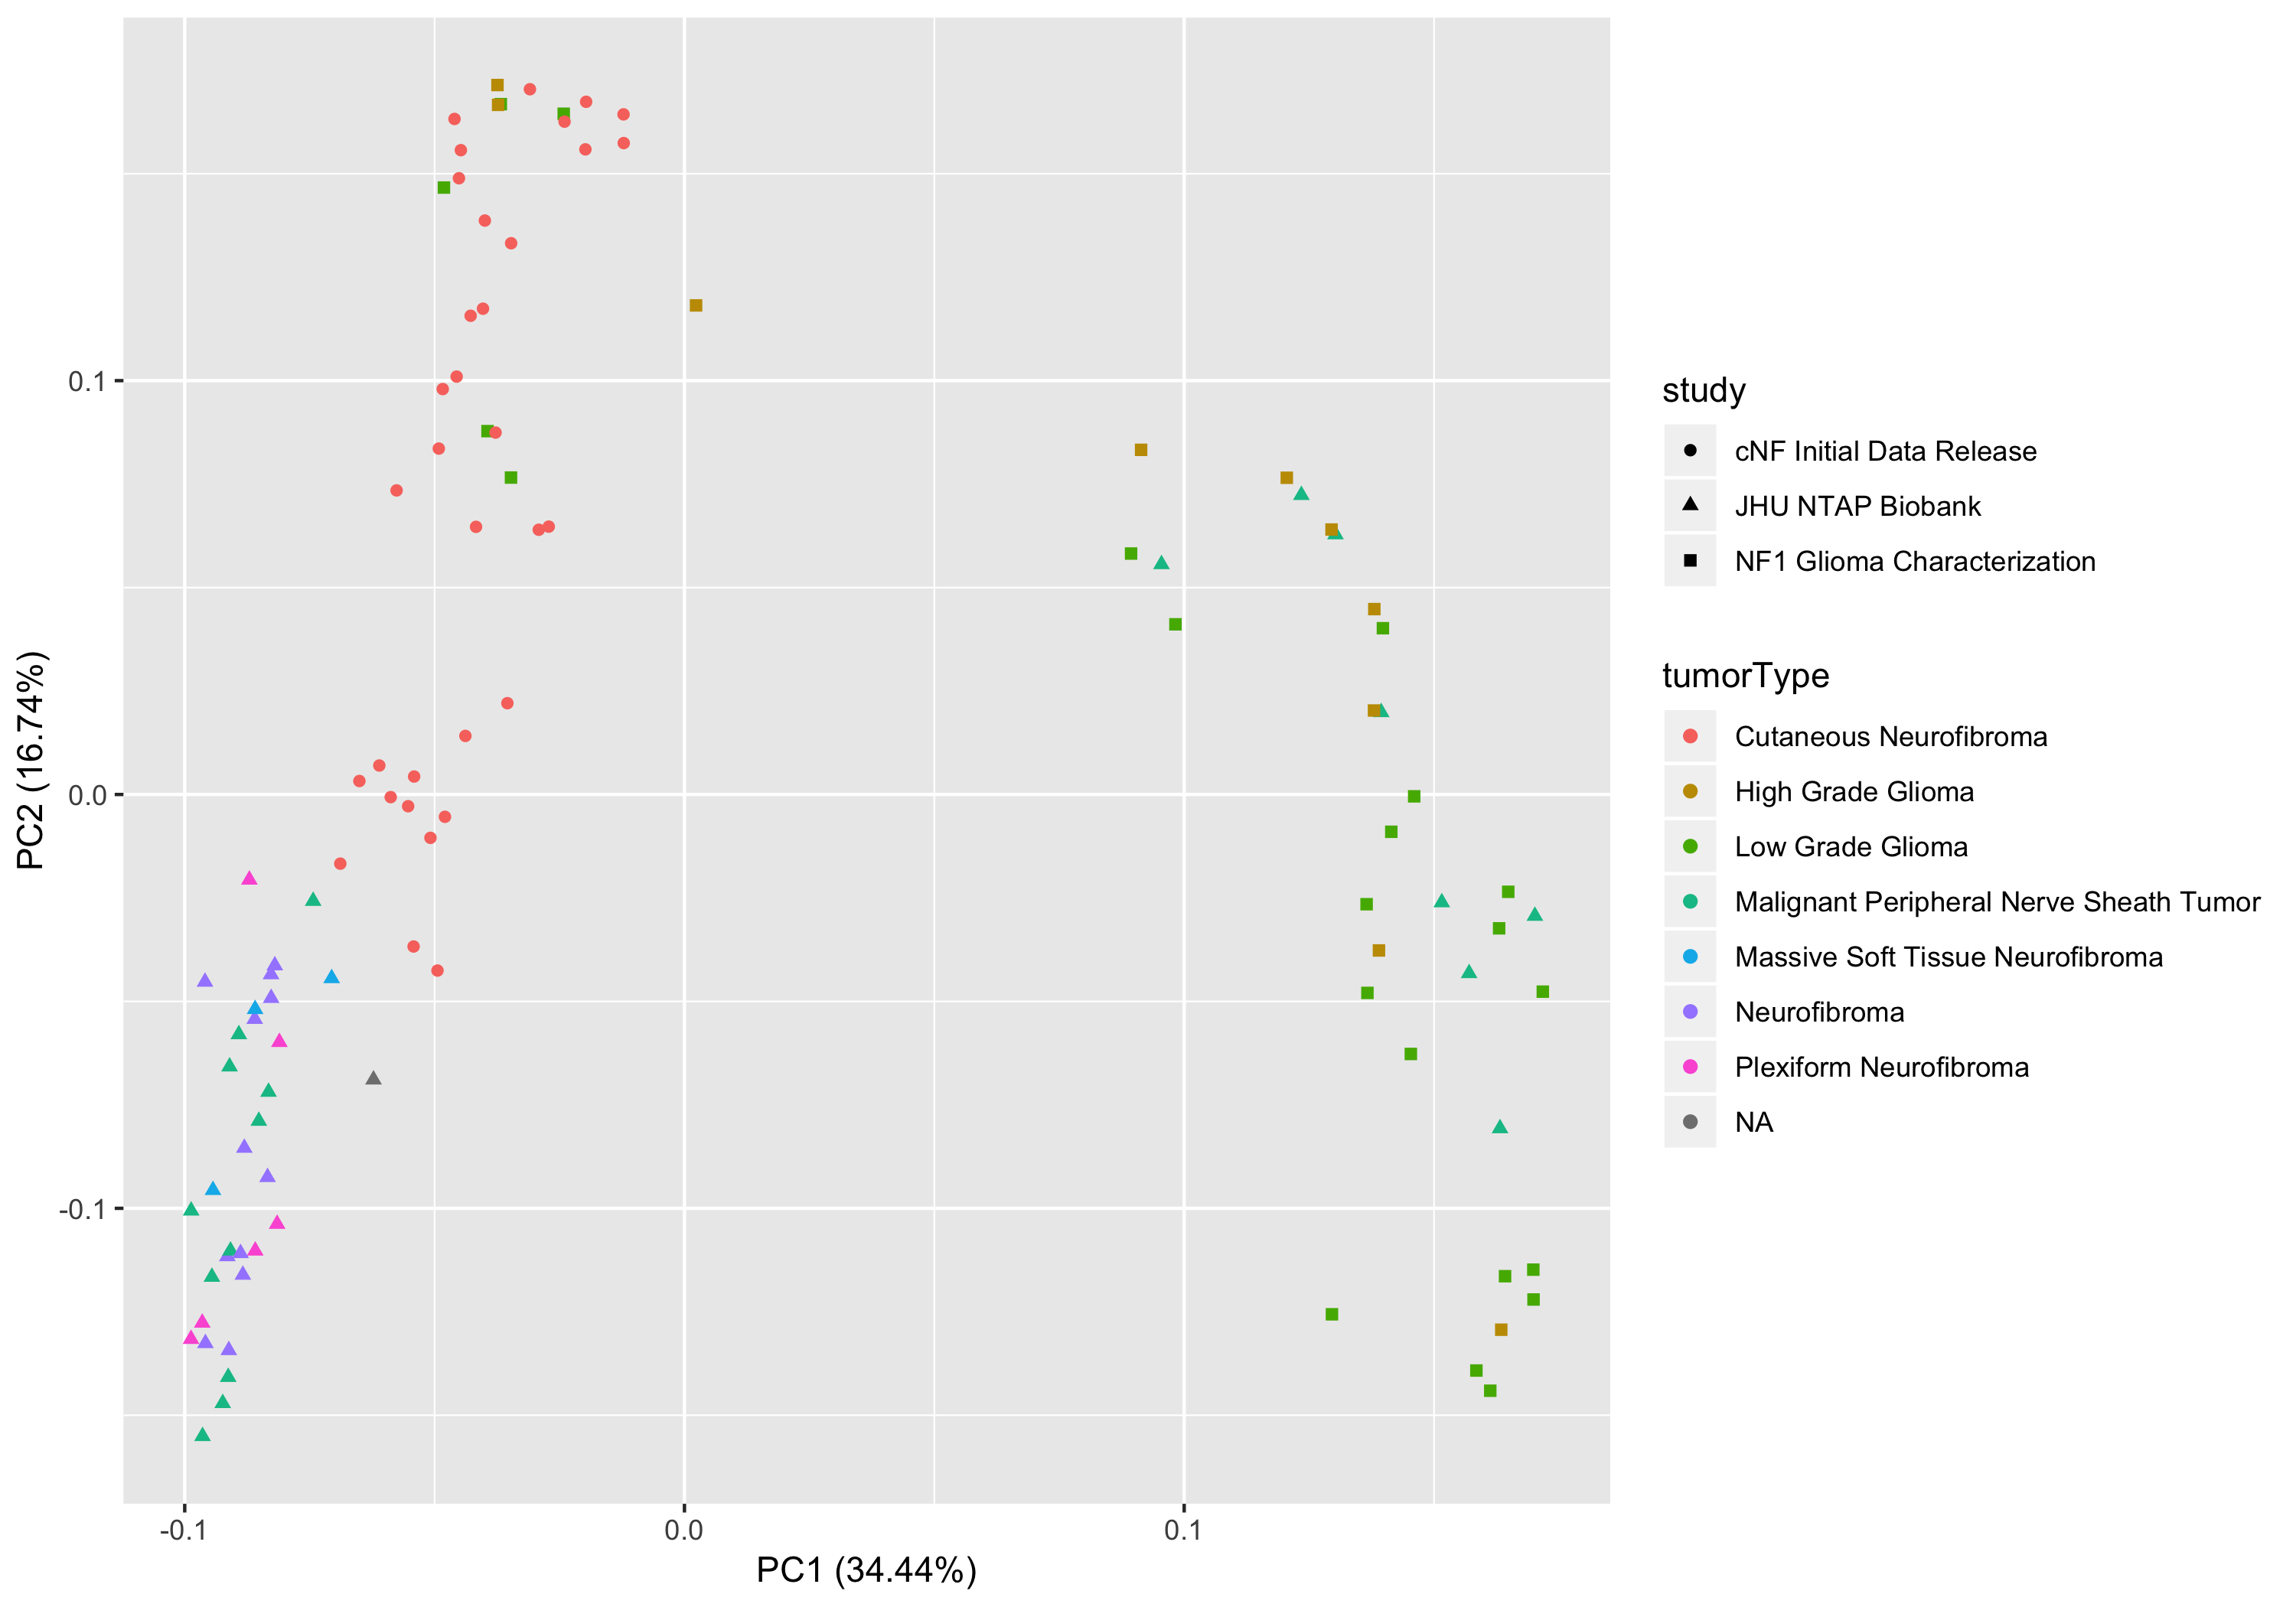 PC2 (16.74%)
0.1
0.0
-0.1
-0.1
0.0
0.1
PC1 (34.44%)
study
cNF Initial Data Release
JHU NTAP Biobank
NF1 Glioma Characterization
tumorType
Cutaneous Neurofibroma
High Grade Glioma
Low Grade Glioma
Malignant Peripheral Nerve Sheath Tumor
Massive Soft Tissue Neurofibroma
Neurofibroma
Plexiform Neurofibroma
NA